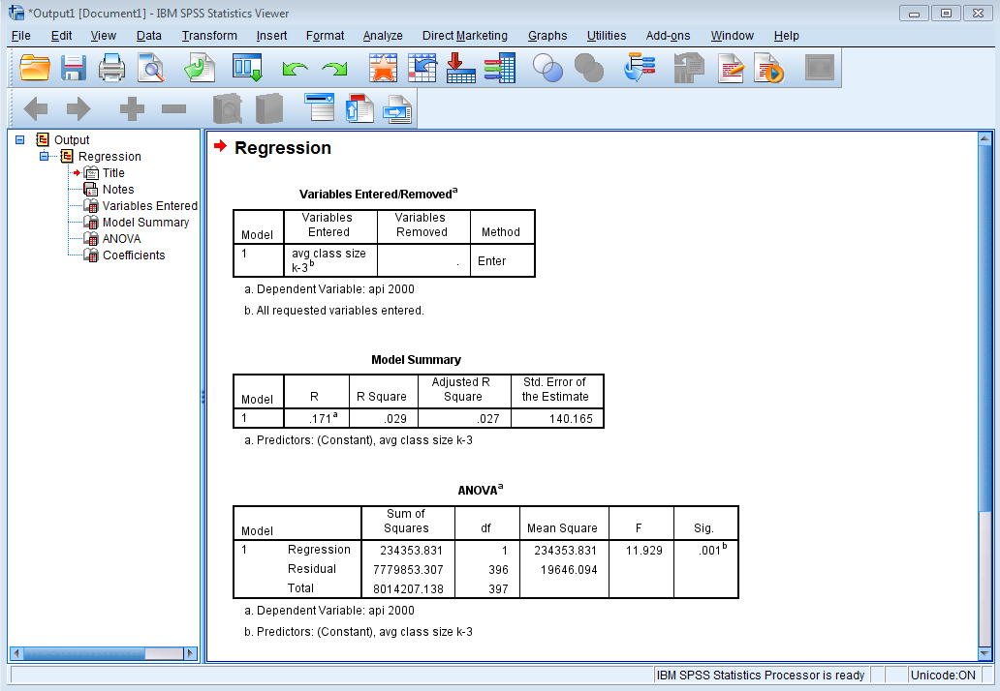 *Output1 [Document1] - IBM SPSS Statistics Viewer
File Edit View Data Transform Insert Format Analyze Direct Marketing Graphs Utilities Add-ons Window Help
Output
Regression
Title
Notes
Variables Entered
Model Summary
ANOVA
Coefficients
Regression
Variables Entered/Removedᵃ
Model Variables Entered Variables Removed Method
1 avg class size k-3ᵇ . Enter
a. Dependent Variable: api 2000
b. All requested variables entered.
Model Summary
Model R R Square Adjusted R Square Std. Error of the Estimate
1 .171ᵃ .029 .027 140.165
a. Predictors: (Constant), avg class size k-3
ANOVAᵃ
Model Sum of Squares df Mean Square F Sig.
1 Regression 234353.831 1 234353.831 11.929 .001ᵇ
Residual 7779853.307 396 19646.094
Total 8014207.138 397
a. Dependent Variable: api 2000
b. Predictors: (Constant), avg class size k-3
IBM SPSS Statistics Processor is ready Unicode:ON